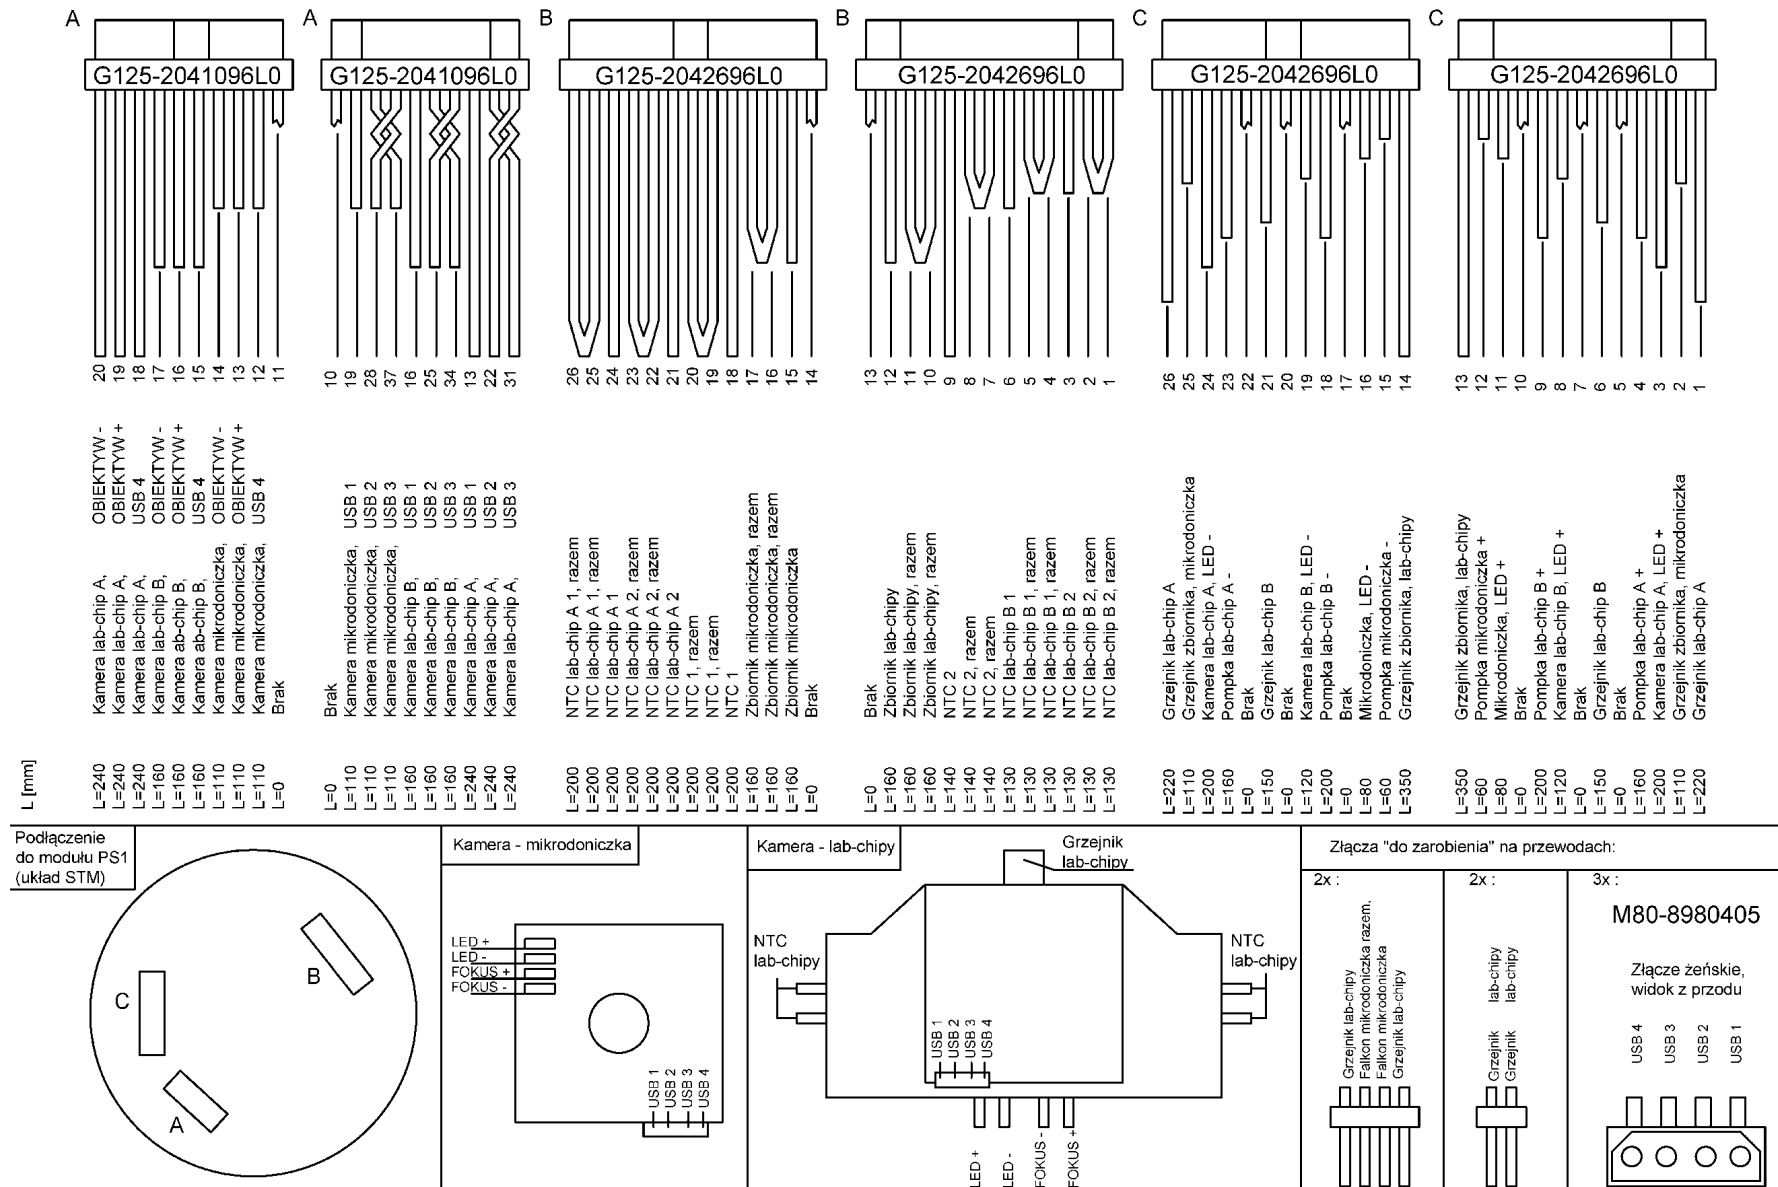 A
A
B
B
C
C
G125-2041096L0
G125-2041096L0
G125-2042696L0
G125-2042696L0
G125-2042696L0
G125-2042696L0
20
19
18
17
16
15
14
13
12
11
10
19
28
37
16
25
34
13
22
31
26
25
24
23
22
21
20
19
18
17
16
15
14
13
12
11
10
9
8
7
6
5
4
3
2
1
26
25
24
23
22
21
20
19
18
17
16
15
14
13
12
11
10
9
8
7
6
5
4
3
2
1
Kamera lab-chip A, OBIEKTYW -
Kamera lab-chip A, OBIEKTYW +
Kamera lab-chip A, USB 4
Kamera lab-chip B, OBIEKTYW -
Kamera ab-chip B, OBIEKTYW +
Kamera ab-chip B, USB 4
Kamera mikrodoniczka, OBIEKTYW -
Kamera mikrodoniczka, OBIEKTYW +
Kamera mikrodoniczka, USB 4
Brak
Brak
Kamera mikrodoniczka, USB 1
Kamera mikrodoniczka, USB 2
Kamera mikrodoniczka, USB 3
Kamera lab-chip B, USB 1
Kamera lab-chip B, USB 2
Kamera lab-chip B, USB 3
Kamera lab-chip A, USB 1
Kamera lab-chip A, USB 2
Kamera lab-chip A, USB 3
NTC lab-chip A 1, razem
NTC lab-chip A 1, razem
NTC lab-chip A 1
NTC lab-chip A 2, razem
NTC lab-chip A 2, razem
NTC lab-chip A 2
NTC 1, razem
NTC 1, razem
NTC 1
Zbiornik mikrodoniczka, razem
Zbiornik mikrodoniczka, razem
Zbiornik mikrodoniczka
Brak
Brak
Zbiornik lab-chipy
Zbiornik lab-chipy, razem
Zbiornik lab-chipy, razem
NTC 2
NTC 2, razem
NTC 2, razem
NTC lab-chip B 1
NTC lab-chip B 1, razem
NTC lab-chip B 1, razem
NTC lab-chip B 2
NTC lab-chip B 2, razem
NTC lab-chip B 2, razem
Grzejnik lab-chip A
Grzejnik zbiornika, mikrodoniczka
Kamera lab-chip A, LED -
Pompka lab-chip A -
Brak
Grzejnik lab-chip B
Brak
Kamera lab-chip B, LED -
Pompka lab-chip B -
Brak
Mikrodoniczka, LED -
Pompka mikrodoniczka -
Grzejnik zbiornika, lab-chipy
Grzejnik zbiornika, lab-chipy
Pompka mikrodoniczka +
Mikrodoniczka, LED +
Brak
Pompka lab-chip B +
Kamera lab-chip B, LED +
Brak
Grzejnik lab-chip B
Brak
Pompka lab-chip A +
Kamera lab-chip A, LED +
Grzejnik zbiornika, mikrodoniczka
Grzejnik lab-chip A
L [mm]
L=240
L=240
L=240
L=160
L=160
L=160
L=110
L=110
L=110
L=0
L=0
L=110
L=110
L=110
L=160
L=160
L=160
L=240
L=240
L=240
L=200
L=200
L=200
L=200
L=200
L=200
L=200
L=200
L=200
L=160
L=160
L=160
L=0
L=0
L=160
L=160
L=160
L=140
L=140
L=140
L=130
L=130
L=130
L=130
L=130
L=130
L=220
L=110
L=200
L=160
L=0
L=150
L=0
L=120
L=200
L=0
L=80
L=60
L=350
L=350
L=60
L=80
L=0
L=200
L=120
L=0
L=150
L=0
L=160
L=200
L=110
L=220
Podłączenie
do modułu PS1
(układ STM)
B
C
A
Kamera - mikrodoniczka
LED +
LED -
FOKUS +
FOKUS -
USB 1
USB 2
USB 3
USB 4
Kamera - lab-chipy
Grzejnik
lab-chipy
NTC
lab-chipy
NTC
lab-chipy
USB 1
USB 2
USB 3
USB 4
LED +
LED -
FOKUS -
FOKUS +
Złącza "do zarobienia" na przewodach:
2x :
Grzejnik lab-chipy
Falkon mikrodoniczka razem,
Falkon mikrodoniczka
Grzejnik lab-chipy
2x :
Grzejnik lab-chipy
Grzejnik lab-chipy
3x :
M80-8980405
Złącze żeńskie,
widok z przodu
USB 4
USB 3
USB 2
USB 1